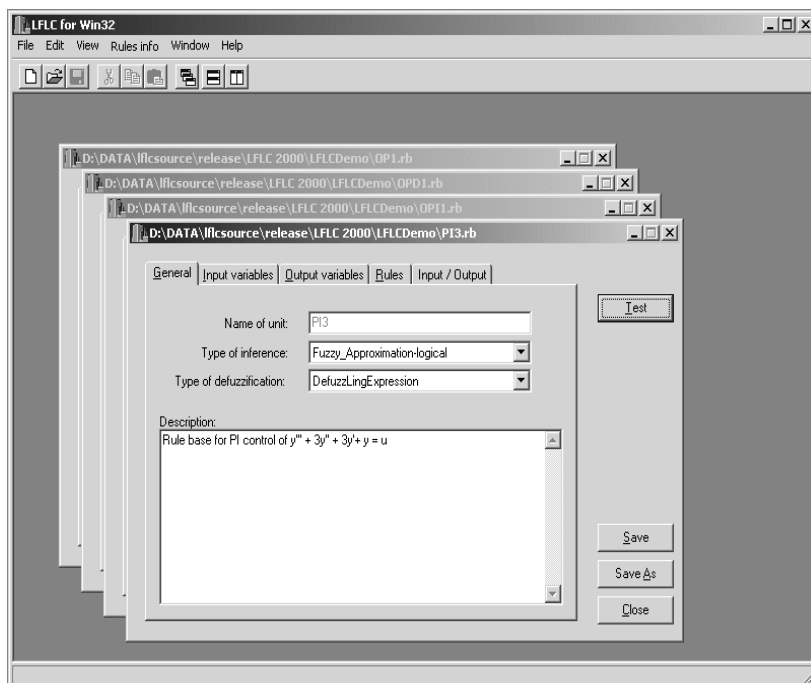 LFLC for Win32
File Edit View Rules info Window Help
D:\DATA\lflcsource\release\LFLC 2000\LFLCDemo\OP1.rb
D:\DATA\lflcsource\release\LFLC 2000\LFLCDemo\OPD1.rb
D:\DATA\lflcsource\release\LFLC 2000\LFLCDemo\OPI1.rb
D:\DATA\lflcsource\release\LFLC 2000\LFLCDemo\PI3.rb
General Input variables Output variables Rules Input / Output
Test
Name of unit: PI3
Type of inference: Fuzzy_Approximation-logical
Type of defuzzification: DefuzzLingExpression
Description:
Rule base for PI control of y''' + 3y'' + 3y'+ y = u
Save
Save As
Close